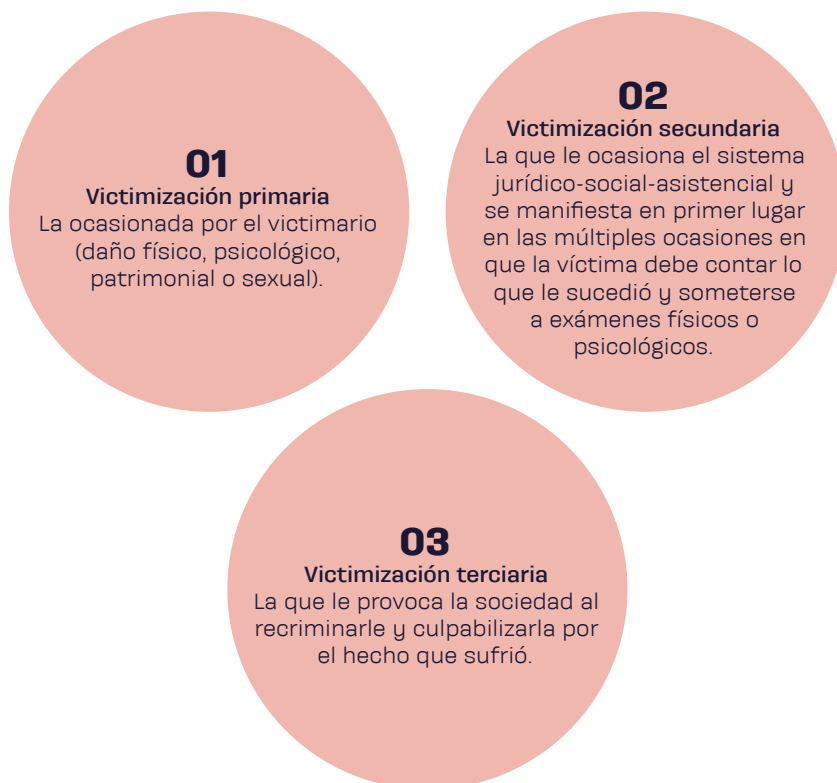 01
Victimización primaria
La ocasionada por el victimario
(daño físico, psicológico,
patrimonial o sexual).
02
Victimización secundaria
La que le ocasiona el sistema
jurídico-social-asistencial y
se manifiesta en primer lugar
en las múltiples ocasiones en
que la víctima debe contar lo
que le sucedió y someterse
a exámenes físicos o
psicológicos.
03
Victimización terciaria
La que le provoca la sociedad al
recriminarle y culpabilizarla por
el hecho que sufrió.